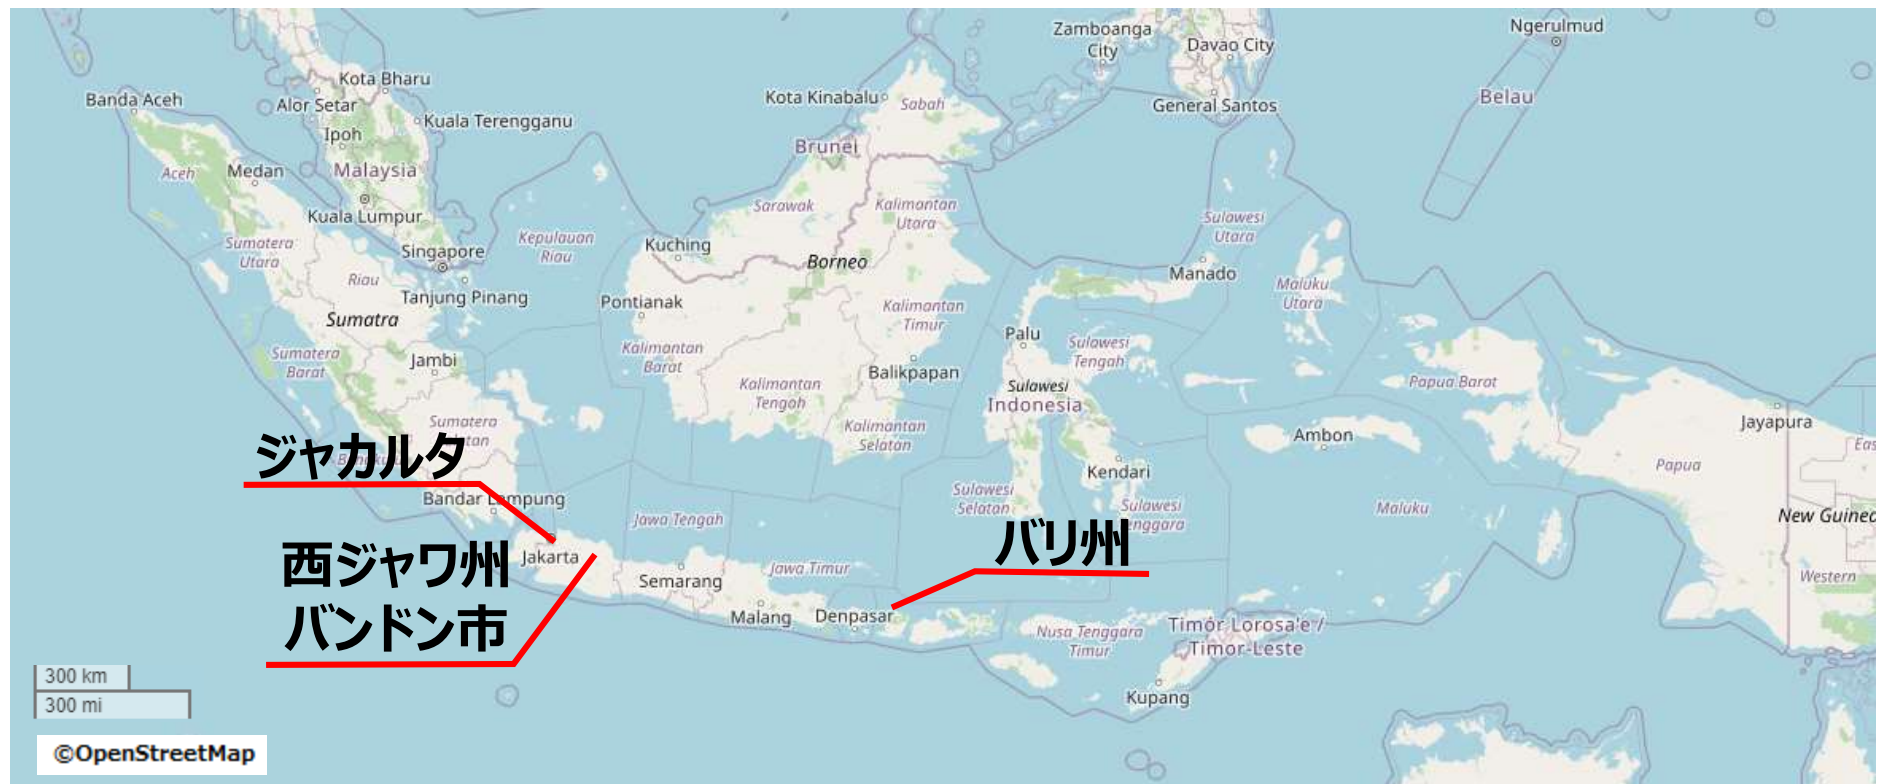 Ngerulmud
Zamboanga
City
Davao City
Kota Bharu
Banda Aceh
Alor Setar
Kota Kinabalu
Sabah
General Santos
Belau
Kuala Terengganu
Ipoh
Brunei
Aceh
Medan
Malaysia
Kuala Lumpur
Sarawak
Kalimantan
Utara
Sulawesi
Utara
Sumatera
Utara
Singapore
Kepulauan
Riau
Kuching
Borneo
Manado
Riau
Tanjung Pinang
Pontianak
Kalimantan
Timur
Maluku
Utara
Sumatra
Palu
Sumatera
Barat
Jambi
Kalimantan
Barat
Sulawesi
Tengah
Balikpapan
Kalimantan
Tengah
Sulawesi
Indonesia
Papua Barat
Sumatera
Kalimantan
Selatan
Ambon
Jayapura
ジャカルタ
Kendari
Papua
Bandar Lampung
Sulawesi
Selatan
Sulawesi
Maluku
Jawa Tengah
New Guinea
バリ州
西ジャワ州
バンドン市
Jakarta
Semarang
Jawa Timur
Western
Malang
Denpasar
Nusa Tenggara
Timur
Timor Lorosa'e /
Timor-Leste
Kupang
300 km
300 mi
©OpenStreetMap